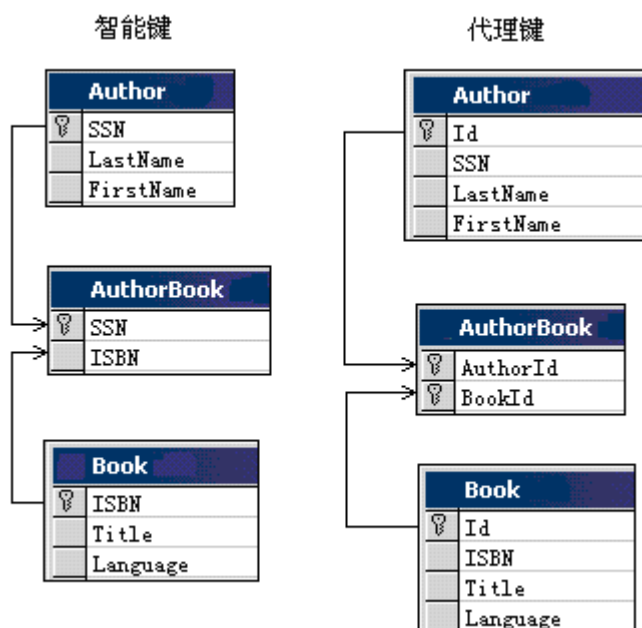 智能键
Author
SSN
LastName
FirstName
AuthorBook
SSN
ISBN
Book
ISBN
Title
Language
代理键
Author
Id
SSN
LastName
FirstName
AuthorBook
AuthorId
BookId
Book
Id
ISBN
Title
Language